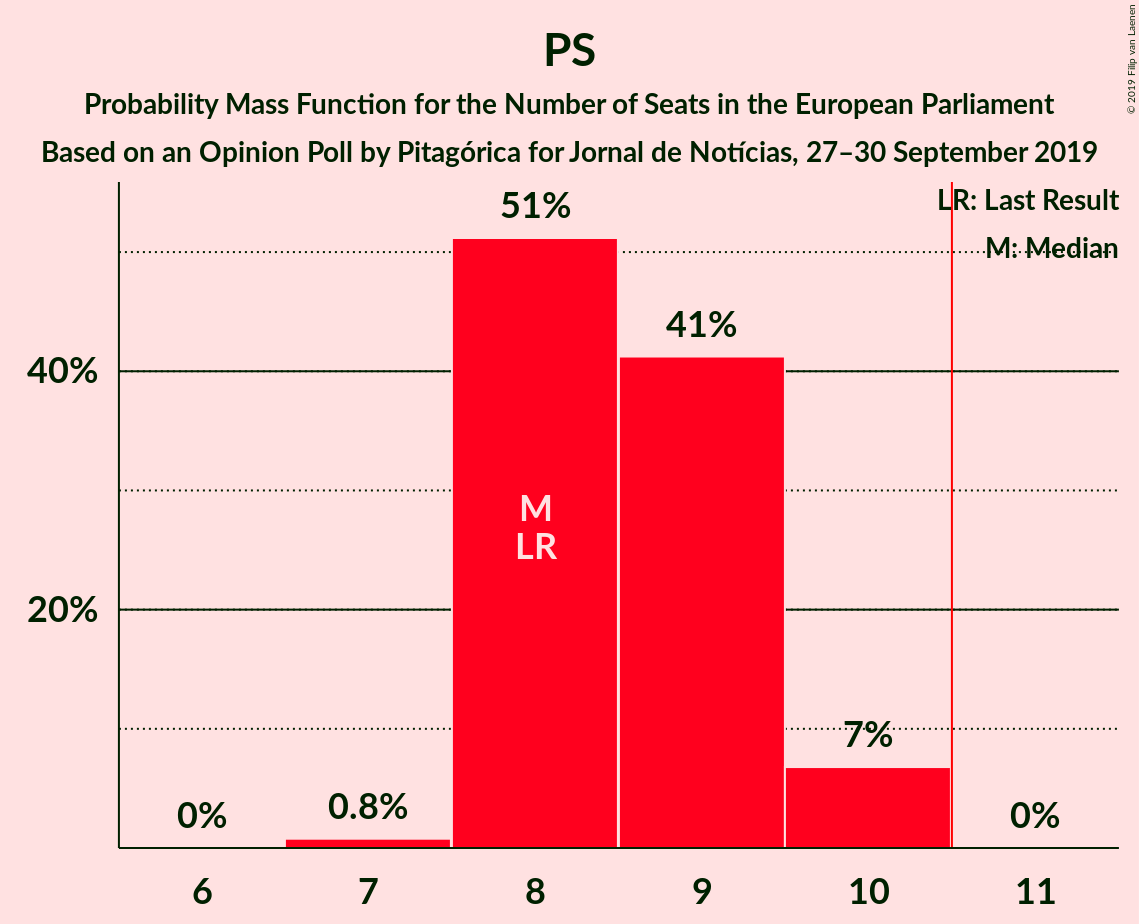 PS
Probability Mass Function for the Number of Seats in the European Parliament
Based on an Opinion Poll by Pitagórica for Jornal de Notícias, 27–30 September 2019
© 2019 Filip van Laenen
LR: Last Result
M: Median
51%
41%
40%
M
LR
20%
7%
0%
0.8%
0%
6
7
8
9
10
11